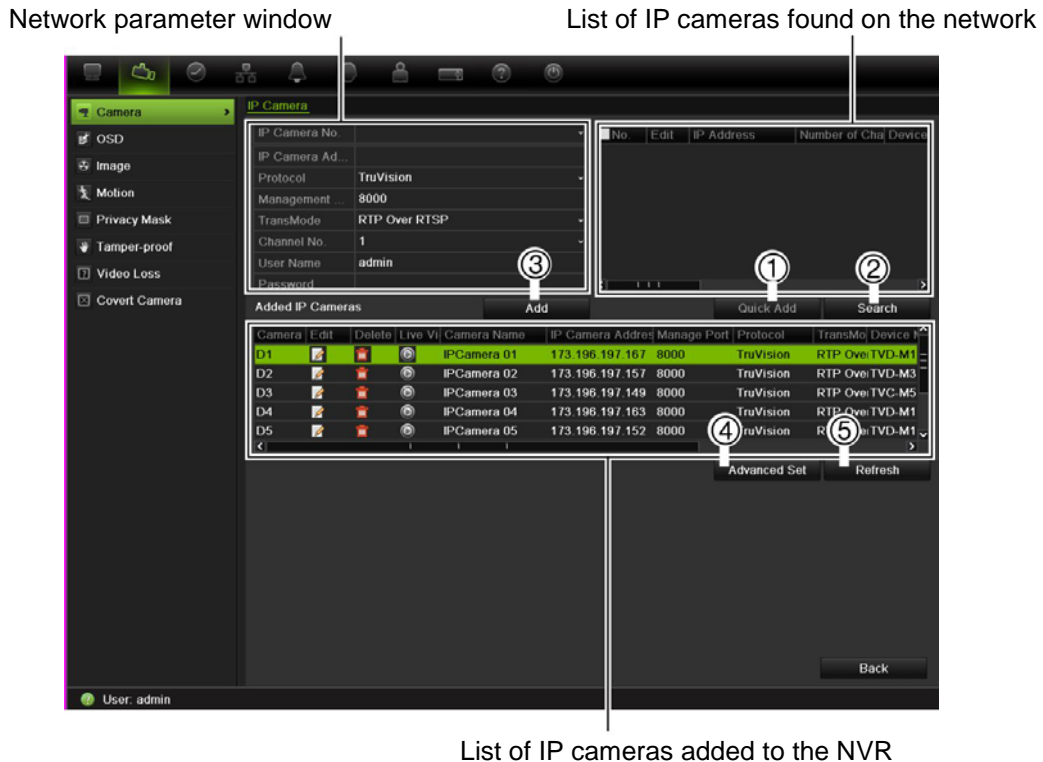 Network parameter window
List of IP cameras found on the network
Camera
OSD
Image
Motion
Privacy Mask
Tamper-proof
Video Loss
Covert Camera
IP Camera
IP Camera No.
IP Camera Ad...
Protocol TruVision
Management ... 8000
TransMode RTP Over RTSP
Channel No. 1
User Name admin
Password
No. Edit IP Address Number of Cha Device
3 1 2
Added IP Cameras Add Quick Add Search
Camera Edit Delete Live Vi Camera Name IP Camera Addres Manage Port Protocol TransMo Device N
D1 IPCamera 01 173.196.197.167 8000 TruVision RTP Ove TVD-M1
D2 IPCamera 02 173.196.197.157 8000 TruVision RTP Ove TVD-M3
D3 IPCamera 03 173.196.197.149 8000 TruVision RTP Ove TVC-M5
D4 IPCamera 04 173.196.197.163 8000 TruVision RTP Ove TVD-M1
D5 IPCamera 05 173.196.197.152 8000 TruVision TVD-M1
4 5
Advanced Set Refresh
Back
User: admin
List of IP cameras added to the NVR